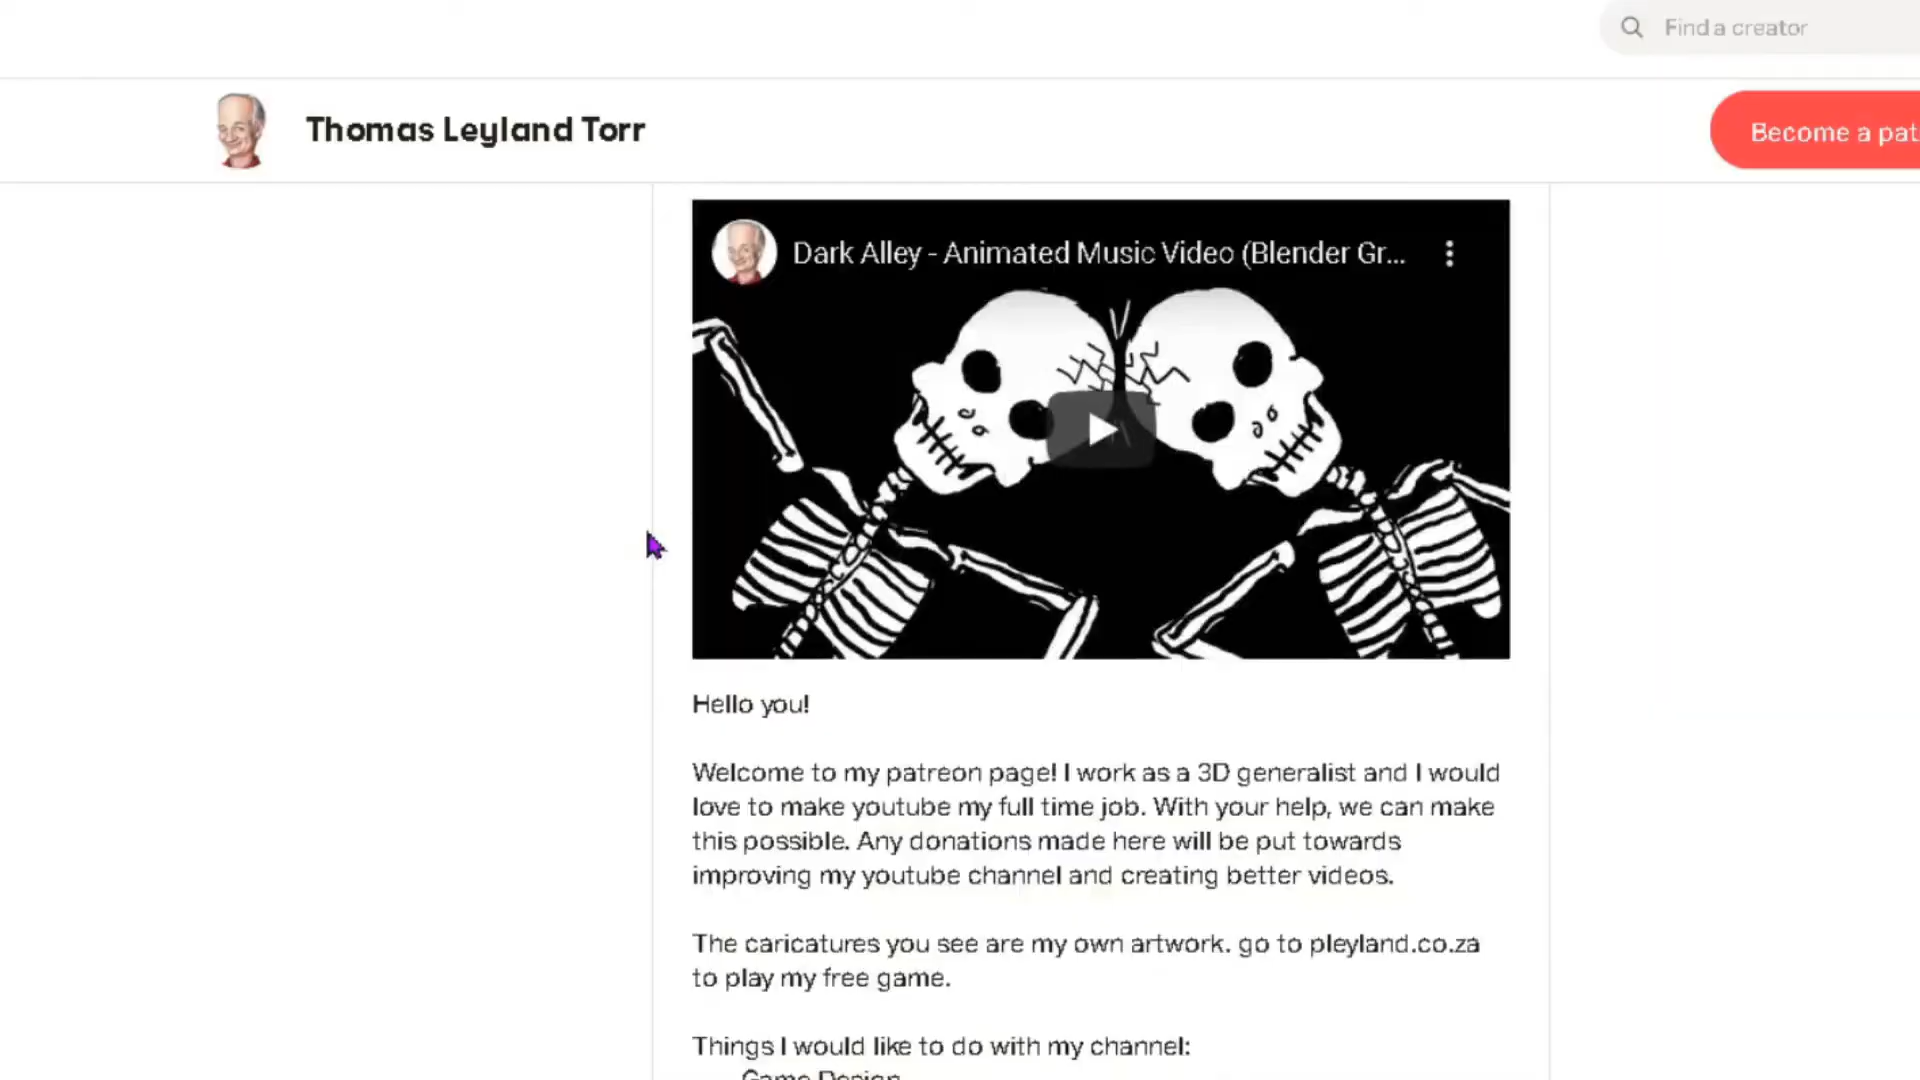 Find a creator
Thomas Leyland Torr
Become a pat
Dark Alley - Animated Music Video (Blender Gr...
Hello you!
Welcome to my patreon page! I work as a 3D generalist and I would
love to make youtube my full time job. With your help, we can make
this possible. Any donations made here will be put towards
improving my youtube channel and creating better videos.
The caricatures you see are my own artwork. go to pleyland.co.za
to play my free game.
Things I would like to do with my channel:
Game Design